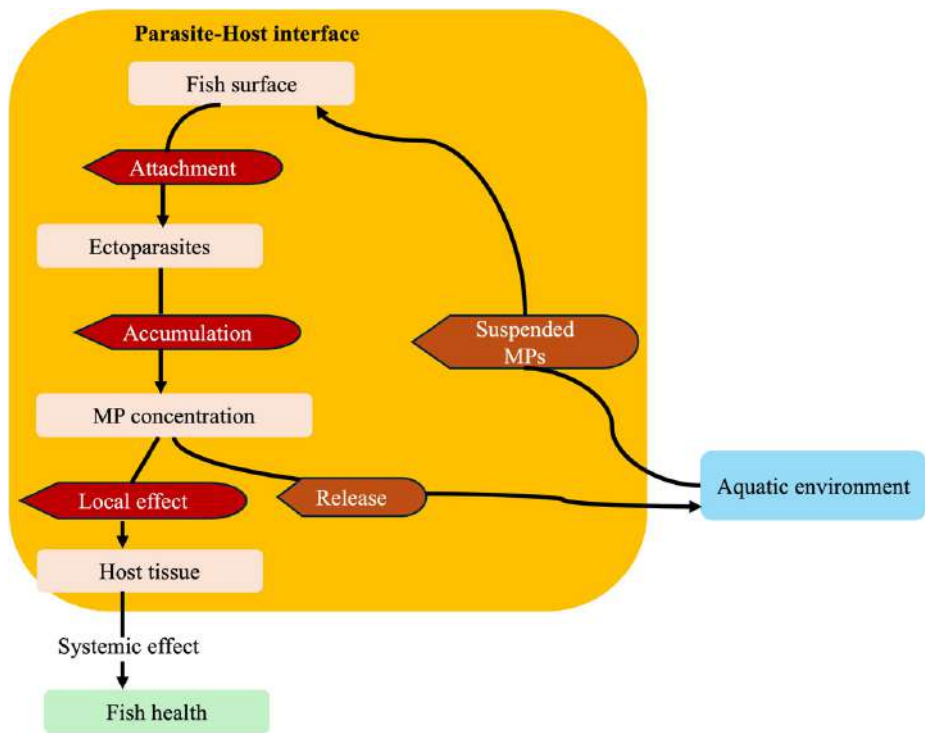 Parasite-Host interface
Fish surface
Attachment
Ectoparasites
Accumulation
Suspended
MPs
MP concentration
Local effect
Release
Aquatic environment
Host tissue
Systemic effect
Fish health